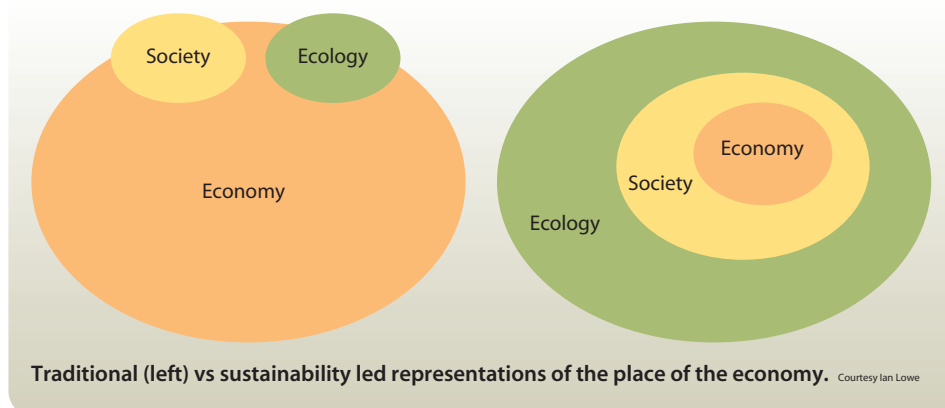 Society
Ecology
Economy
Economy
Society
Ecology
Traditional (left) vs sustainability led representations of the place of the economy. Courtesy Ian Lowe